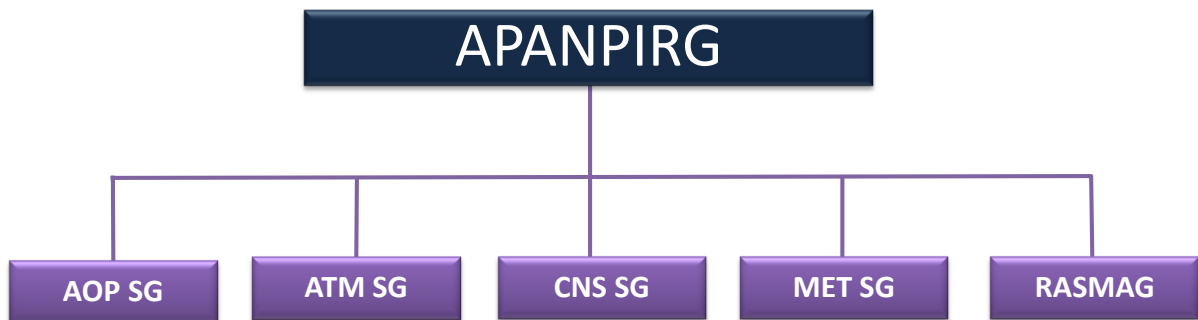 APANPIRG
AOP SG
ATM SG
CNS SG
MET SG
RASMAG